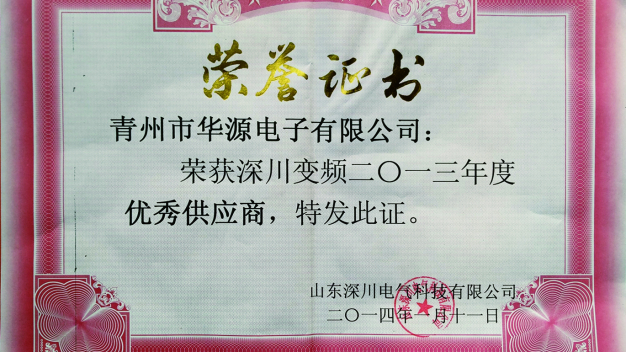 荣誉证书
青州市华源电子有限公司：
荣获深川变频二〇一三年度
优秀供应商，特发此证。
山东深川电气科技有限公司
二〇一四年一月十一日